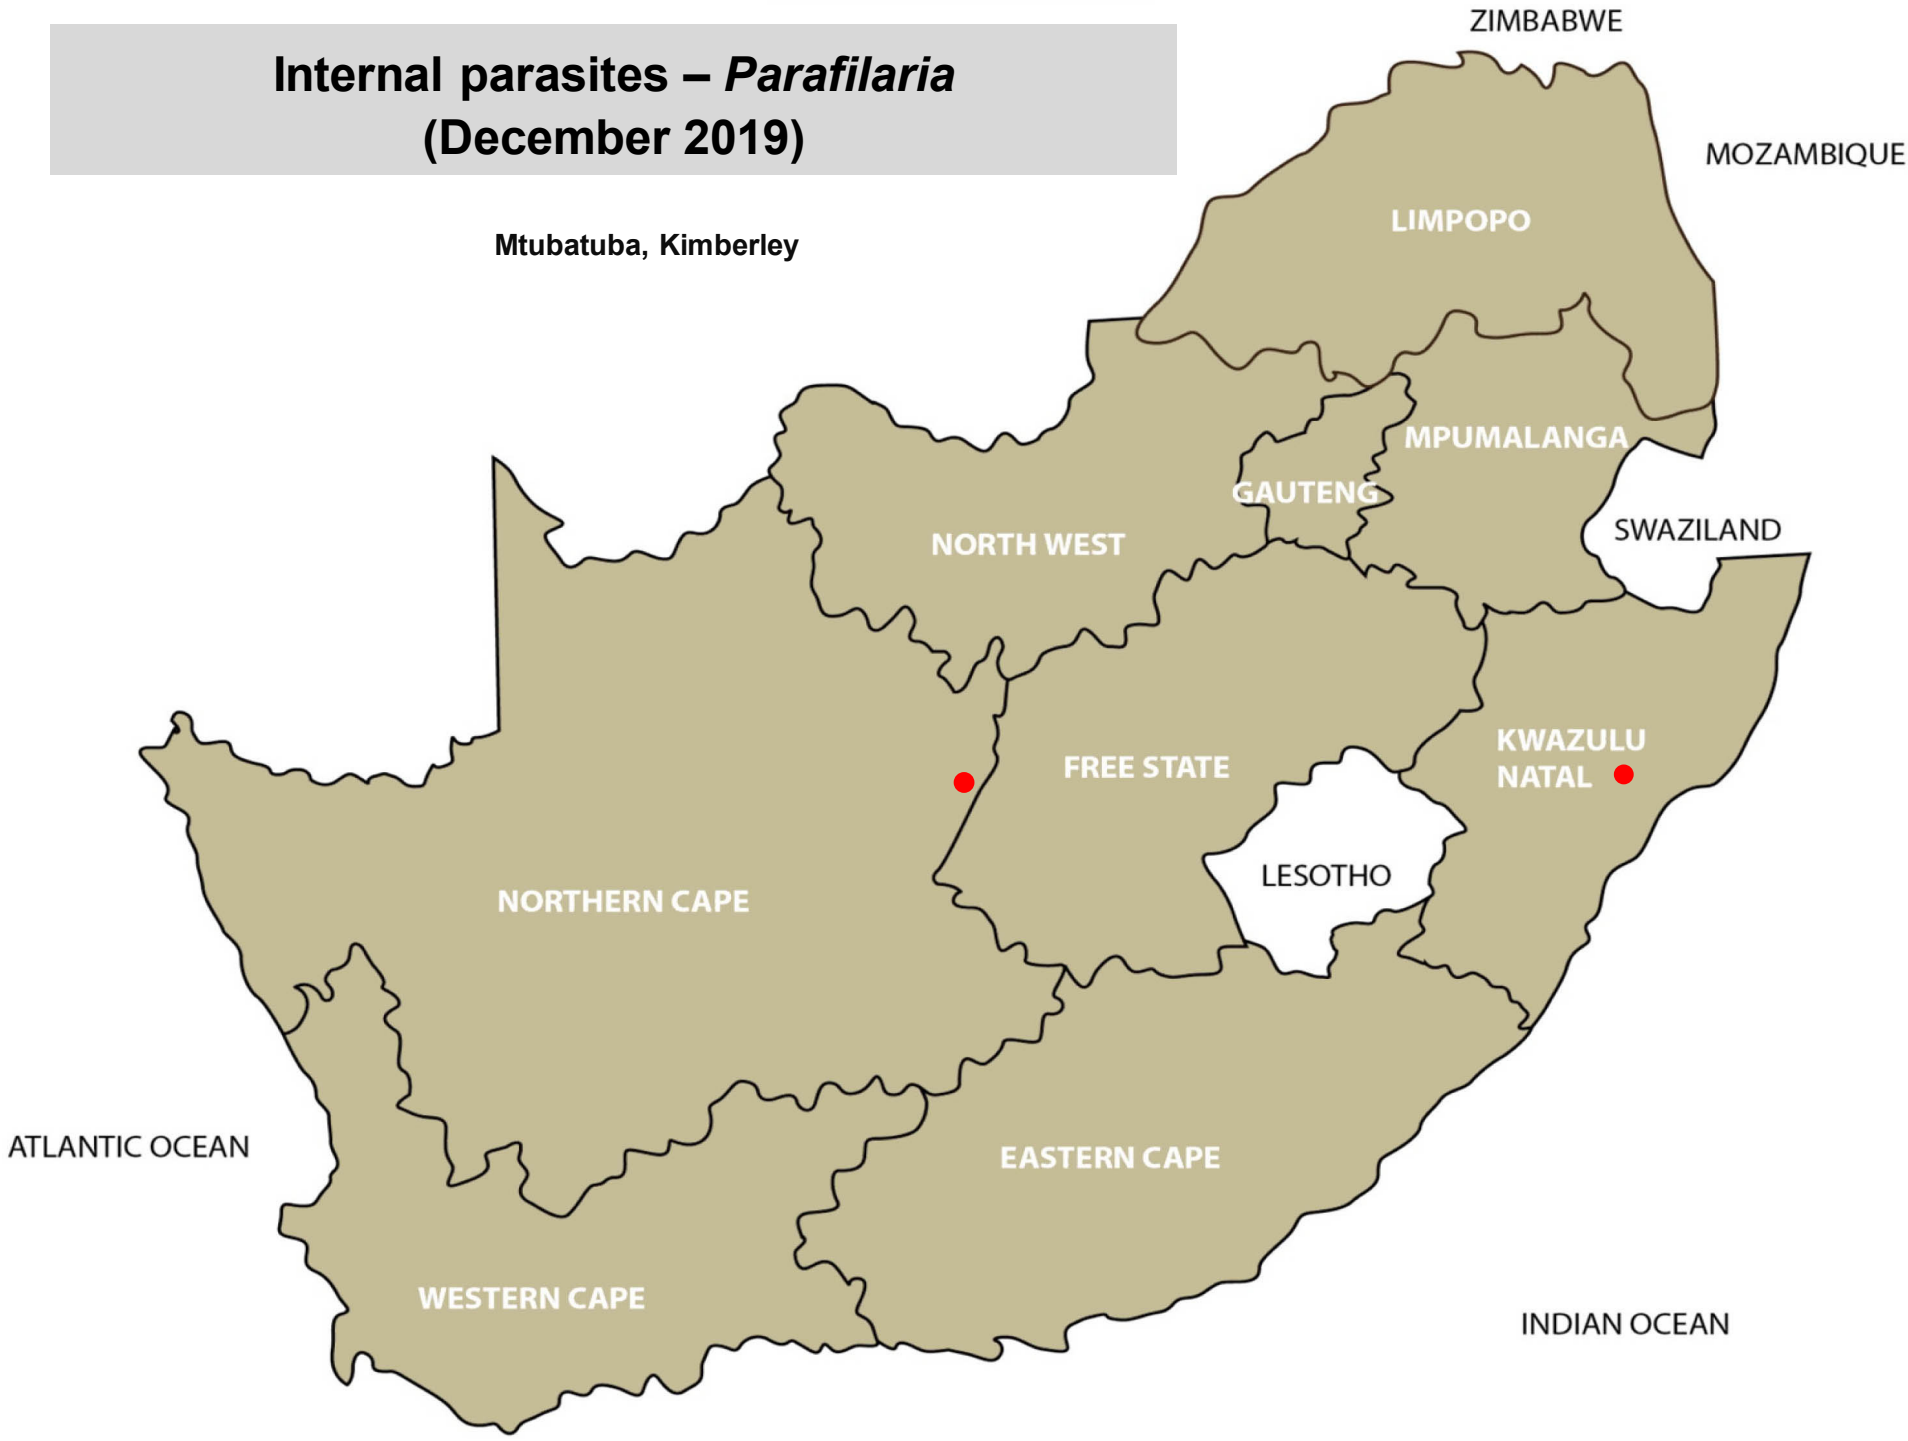 ZIMBABWE
Internal parasites – Parafilaria
(December 2019)
MOZAMBIQUE
LIMPOPO
Mtubatuba, Kimberley
MPUMALANGA
GAUTENG
SWAZILAND
NORTH WEST
KWAZULU
NATAL
FREE STATE
LESOTHO
NORTHERN CAPE
ATLANTIC OCEAN
EASTERN CAPE
WESTERN CAPE
INDIAN OCEAN